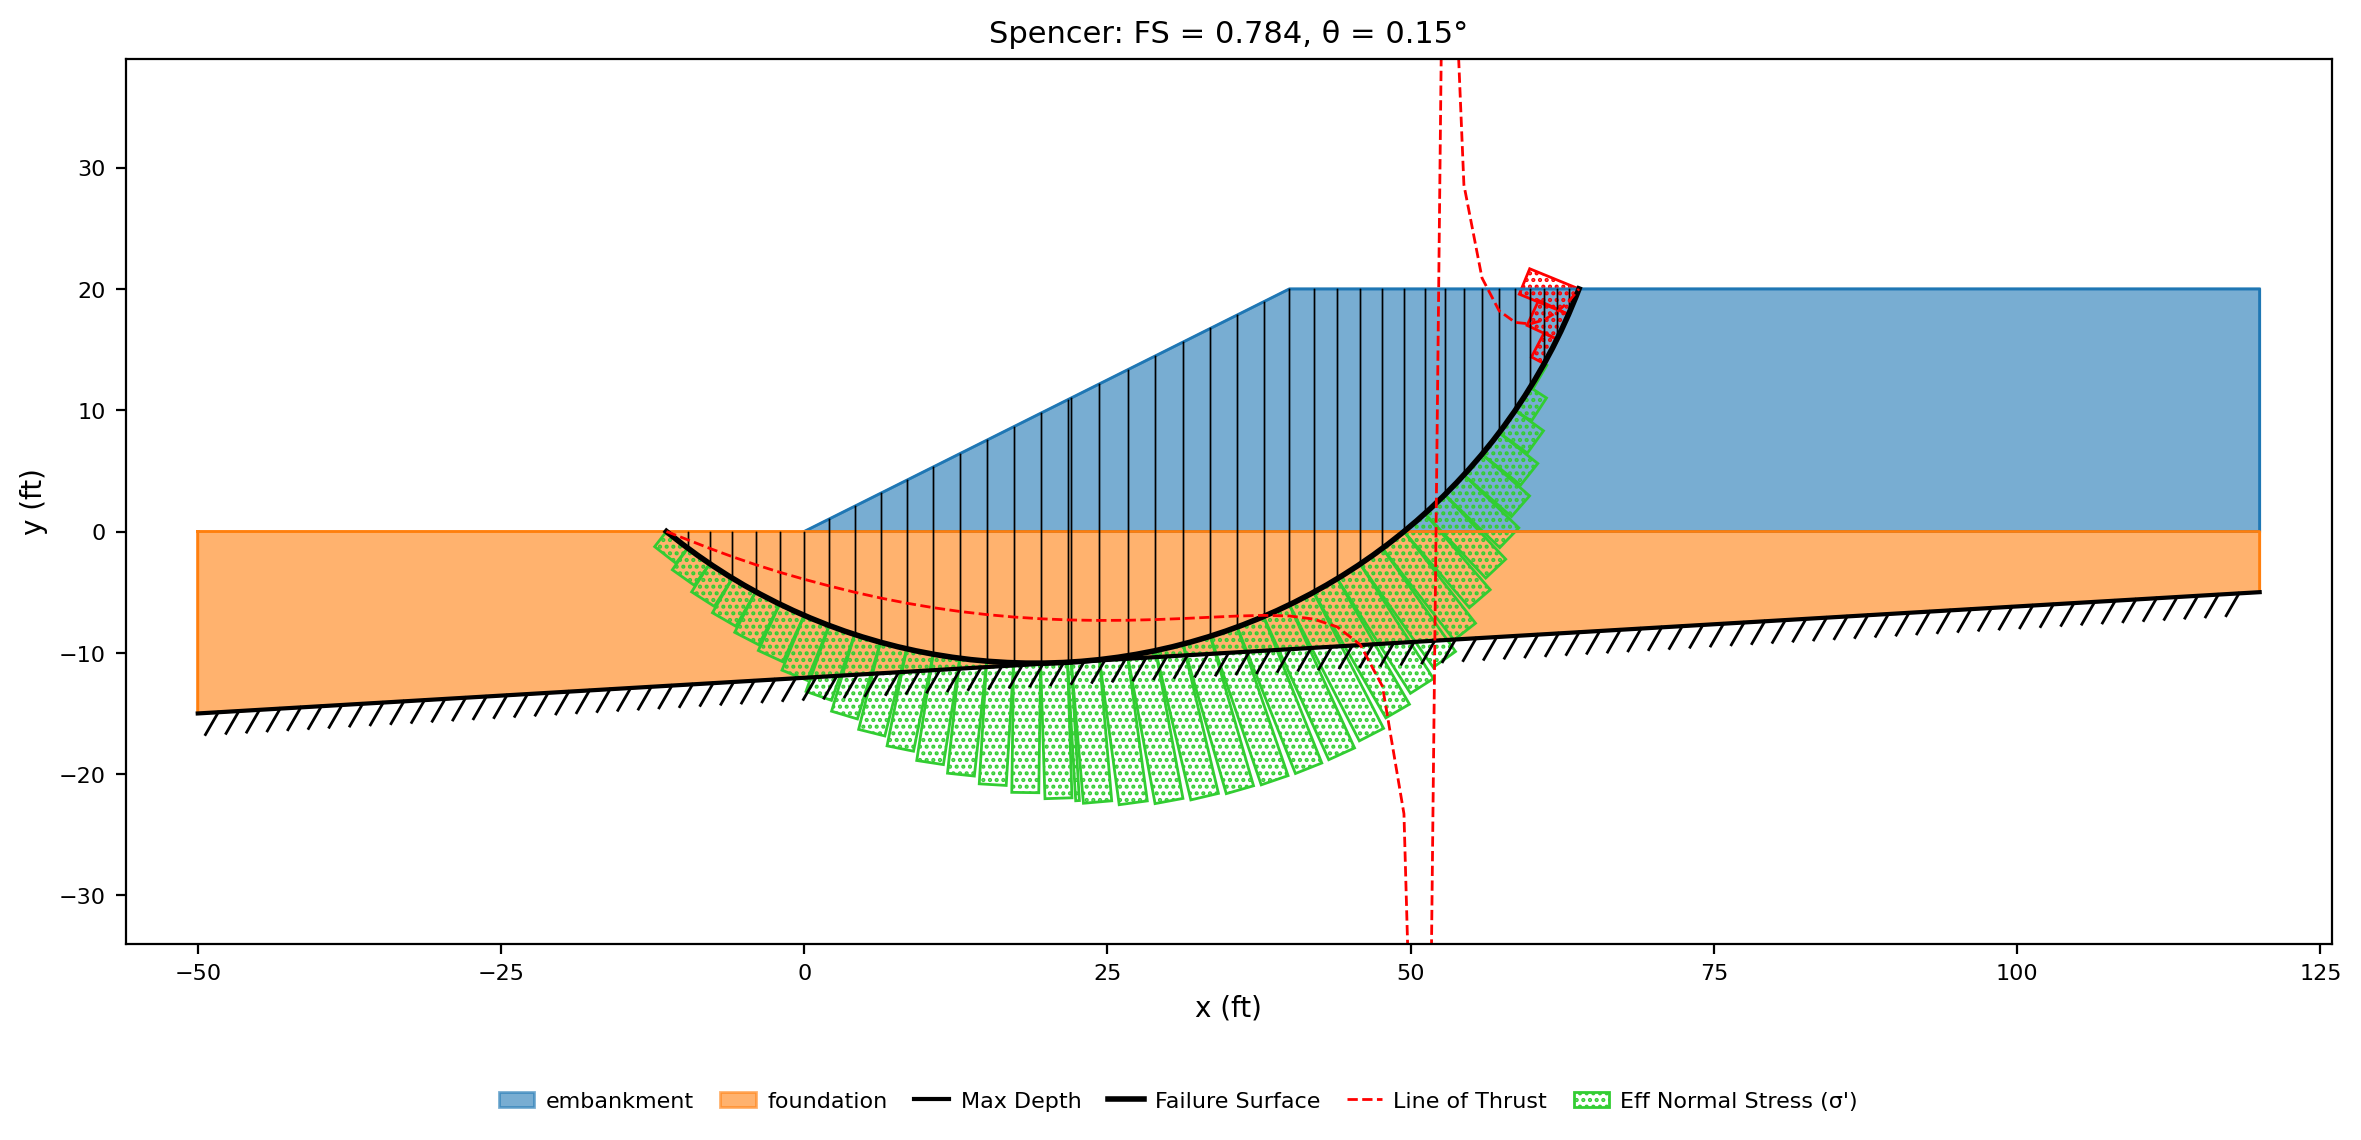 Spencer: FS = 0.784, θ = 0.15°
y (ft)
30
20
10
0
−10
−20
−30
−50
−25
0
25
50
75
100
125
x (ft)
embankment
foundation
Max Depth
Failure Surface
Line of Thrust
Eff Normal Stress (σ')